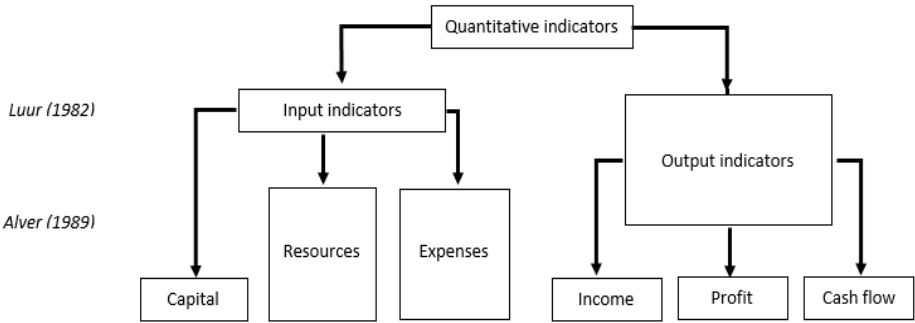 Quantitative indicators
Luur (1982)
Input indicators
Output indicators
Alver (1989)
Resources
Expenses
Capital
Income
Profit
Cash flow